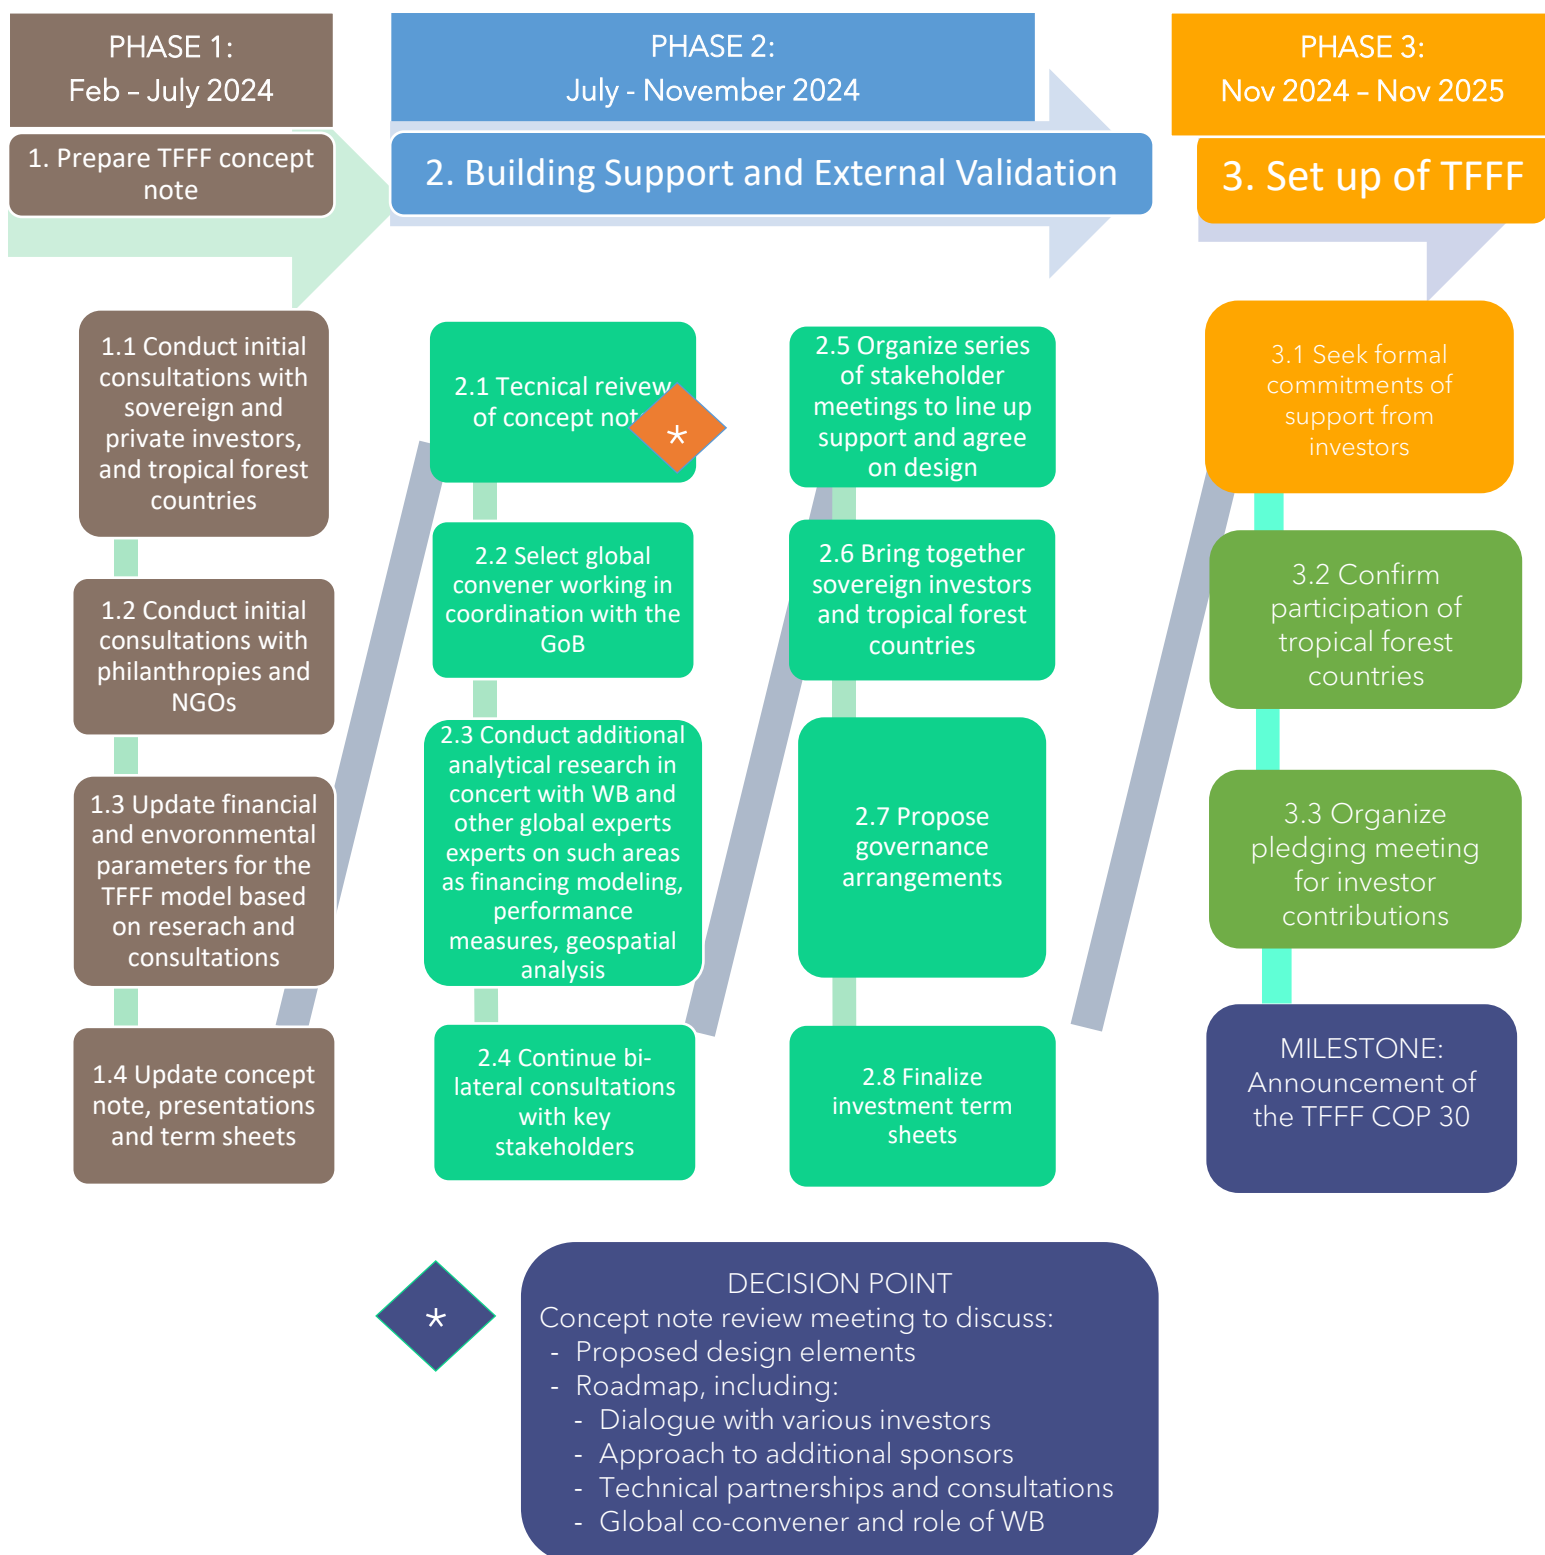 PHASE 1:
Feb – July 2024
PHASE 2:
July - November 2024
PHASE 3:
Nov 2024 – Nov 2025
1. Prepare TFFF concept
note
2. Building Support and External Validation
3. Set up of TFFF
1.1 Conduct initial
consultations with
sovereign and
private investors,
and tropical forest
countries
1.2 Conduct initial
consultations with
philanthropies and
NGOs
1.3 Update financial
and envoronmental
parameters for the
TFFF model based
on reserach and
consultations
1.4 Update concept
note, presentations
and term sheets
2.1 Tecnical reivew
of concept not
*
2.2 Select global
convener working in
coordination with the
GoB
2.3 Conduct additional
analytical research in
concert with WB and
other global experts
experts on such areas
as financing modeling,
performance
measures, geospatial
analysis
2.4 Continue bi-
lateral consultations
with key
stakeholders
2.5 Organize series
of stakeholder
meetings to line up
support and agree
on design
2.6 Bring together
sovereign investors
and tropical forest
countries
2.7 Propose
governance
arrangements
2.8 Finalize
investment term
sheets
3.1 Seek formal
commitments of
support from
investors
3.2 Confirm
participation of
tropical forest
countries
3.3 Organize
pledging meeting
for investor
contributions
MILESTONE:
Announcement of
the TFFF COP 30
*
DECISION POINT
Concept note review meeting to discuss:
- Proposed design elements
- Roadmap, including:
- Dialogue with various investors
- Approach to additional sponsors
- Technical partnerships and consultations
- Global co-convener and role of WB